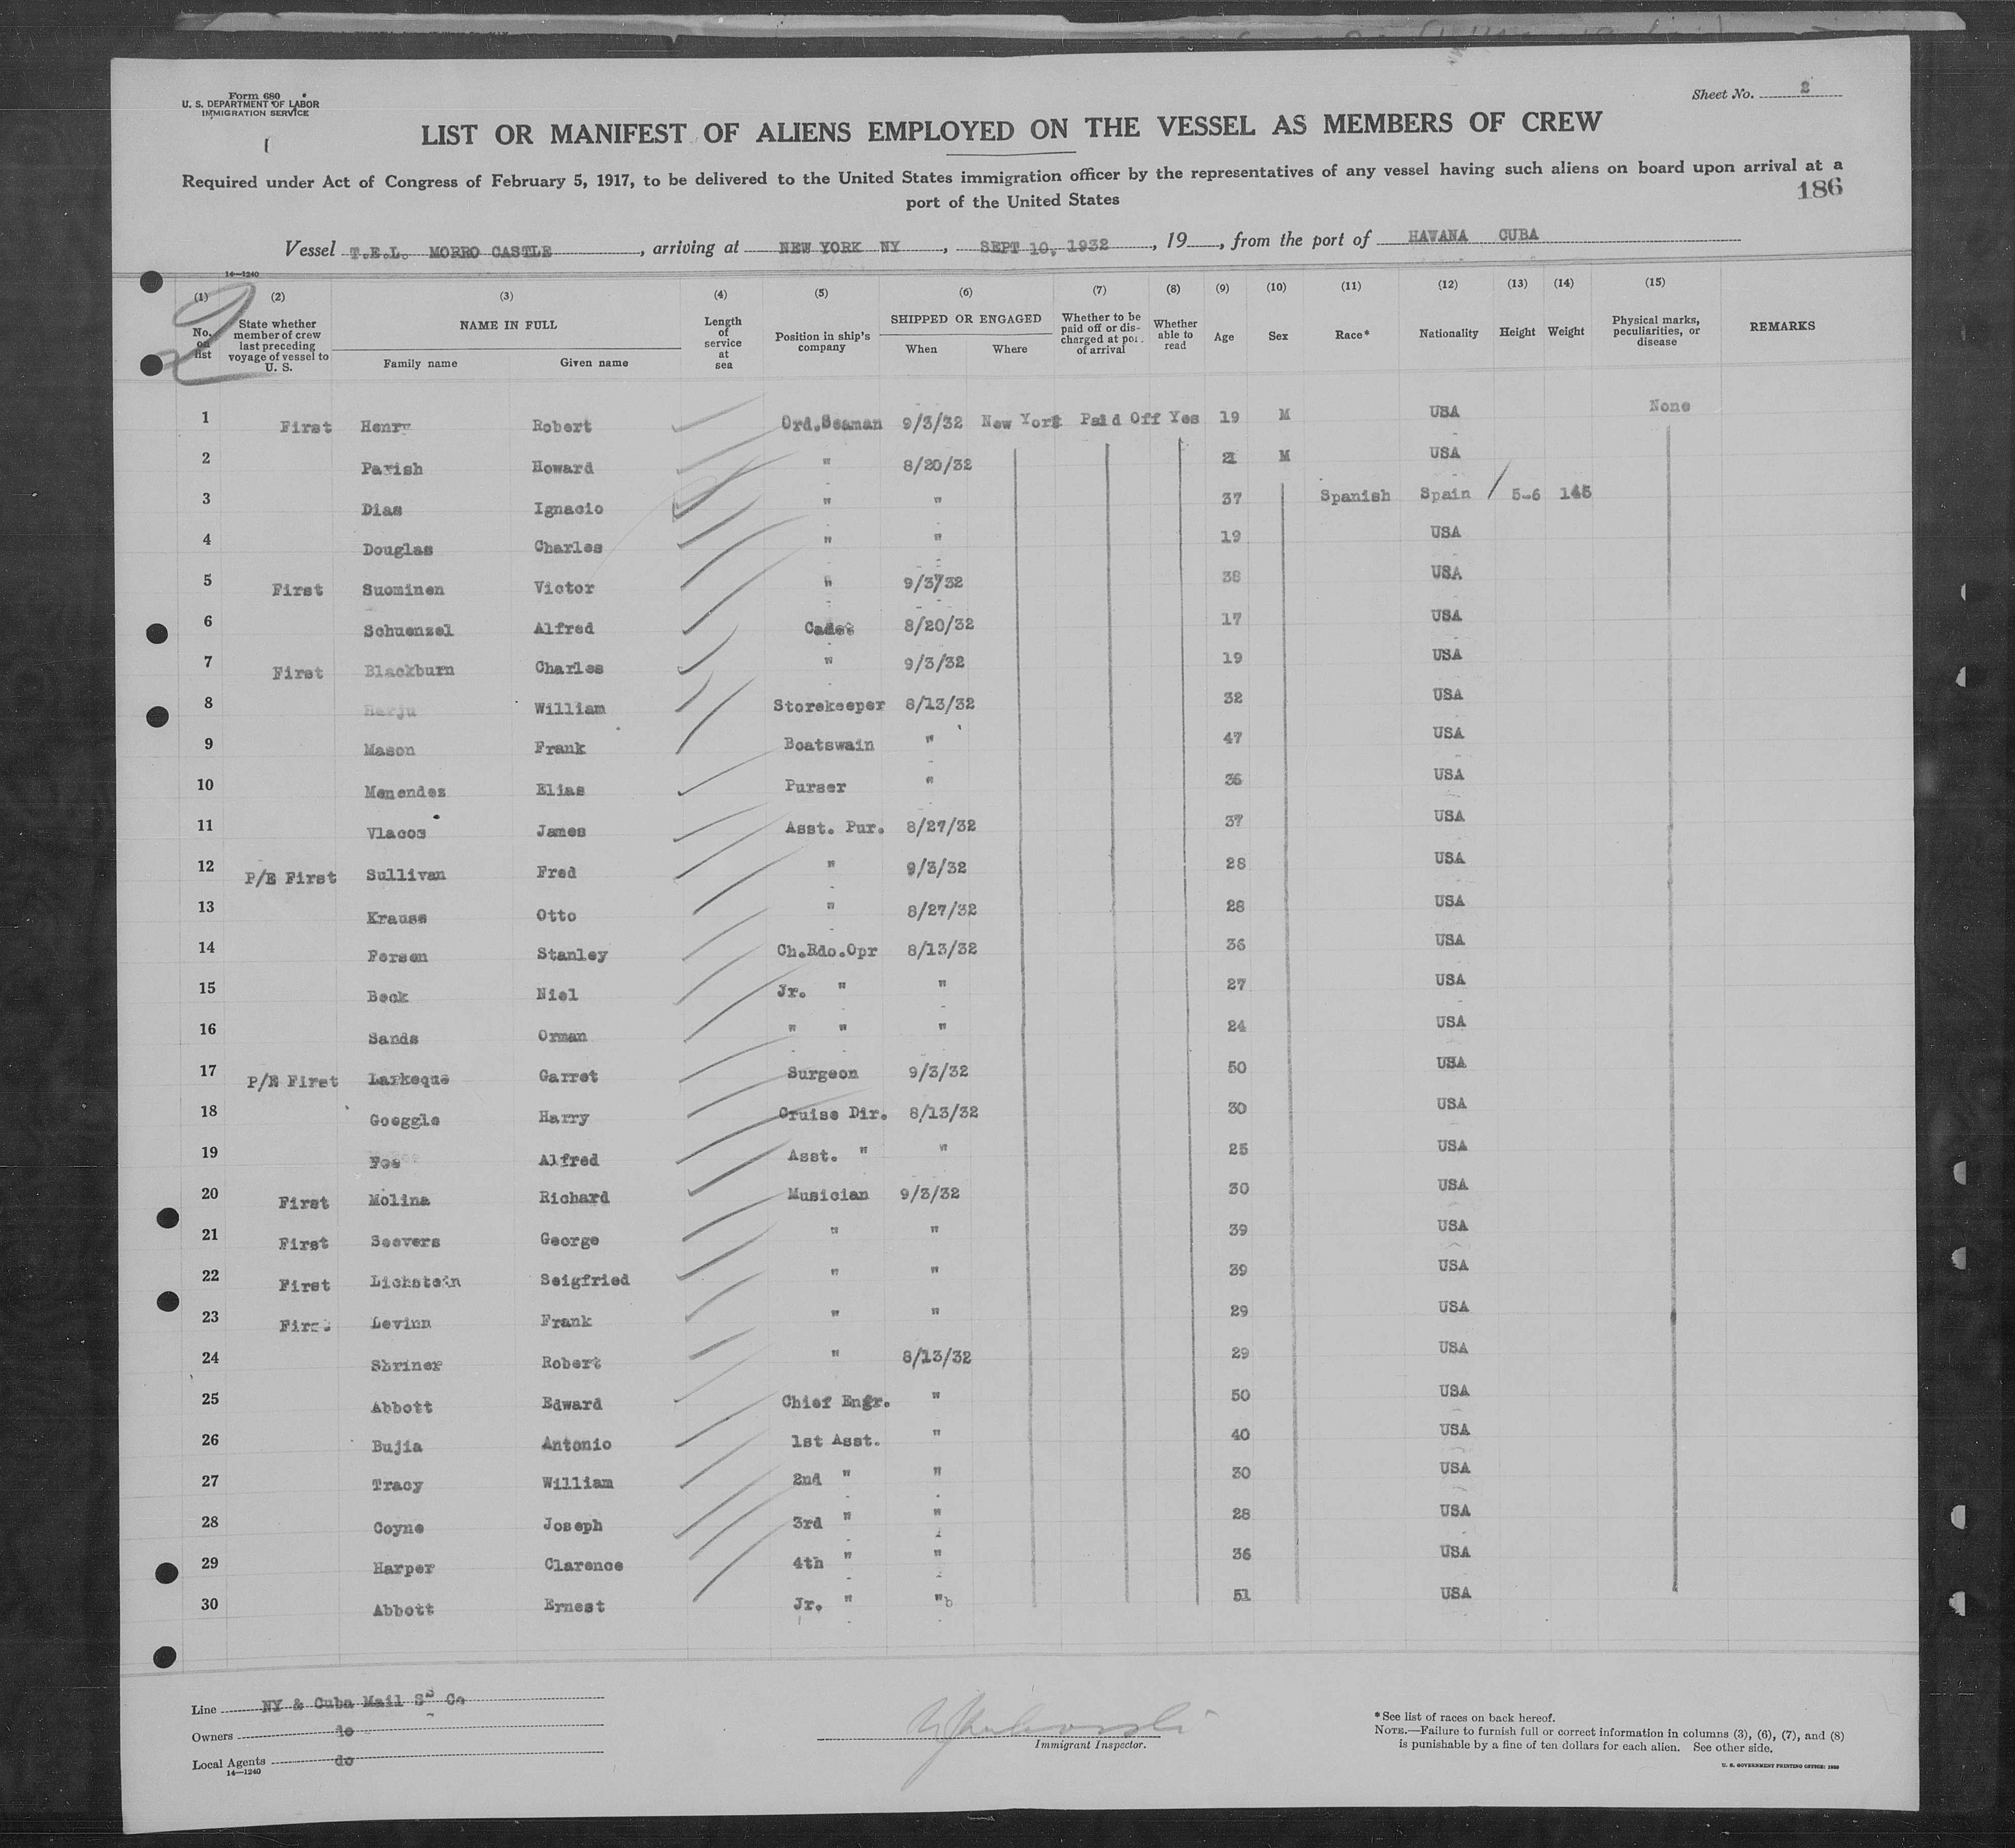 Form 680
U. S. DEPARTMENT OF LABOR
IMMIGRATION SERVICE
Sheet No. 2
LIST OR MANIFEST OF ALIENS EMPLOYED ON THE VESSEL AS MEMBERS OF CREW
Required under Act of Congress of February 5, 1917, to be delivered to the United States immigration officer by the representatives of any vessel having such aliens on board upon arrival at a
port of the United States
186
Vessel T.E.L. MORRO CASTLE, arriving at NEW YORK NY, SEPT 10, 1932, 19 , from the port of HAVANA CUBA
14—1240
(1) (2) (3) (4) (5) (6) (7) (8) (9) (10) (11) (12) (13) (14) (15)
No. on list State whether member of crew last preceding voyage of vessel to U. S. NAME IN FULL Family name Given name Length of service at sea Position in ship's company SHIPPED OR ENGAGED When Where Whether to be paid off or discharged at port of arrival Whether able to read Age Sex Race* Nationality Height Weight Physical marks, peculiarities, or disease REMARKS
1 First Henry Robert Ord.Seaman 9/3/32 New York Paid Off Yes 19 M USA None
2 Parish Howard " 8/20/32 21 M USA
3 Dias Ignacio " " 37 Spanish Spain 5-6 145
4 Douglas Charles " " 19 USA
5 First Suominen Victor " 9/3/32 38 USA
6 Schuenzel Alfred Cadet 8/20/32 17 USA
7 First Blackburn Charles " 9/3/32 19 USA
8 Harju William Storekeeper 8/13/32 32 USA
9 Mason Frank Boatswain " 47 USA
10 Menendez Elias Purser " 36 USA
11 Vlacos James Asst. Pur. 8/27/32 37 USA
12 P/E First Sullivan Fred " 9/3/32 28 USA
13 Krauss Otto " 8/27/32 28 USA
14 Ferson Stanley Ch.Rdo.Opr 8/13/32 36 USA
15 Beck Niel Jr. " " 27 USA
16 Sands Orman " " " 24 USA
17 P/E First Larkeque Garret Surgeon 9/3/32 50 USA
18 Goeggle Harry Cruise Dir. 8/13/32 30 USA
19 Foe Alfred Asst. " " 25 USA
20 First Molina Richard Musician 9/3/32 30 USA
21 First Seevers George " " 39 USA
22 First Lichstein Seigfried " " 39 USA
23 First Levinn Frank " " 29 USA
24 Shriner Robert " 8/13/32 29 USA
25 Abbott Edward Chief Engr. " 50 USA
26 Bujia Antonio 1st Asst. " 40 USA
27 Tracy William 2nd " " 30 USA
28 Coyne Joseph 3rd " " 28 USA
29 Harper Clarence 4th " " 36 USA
30 Abbott Ernest Jr. " " 51 USA
Line NY & Cuba Mail SS Co
Owners do
Local Agents do
14—1240
Immigrant Inspector.
*See list of races on back hereof.
NOTE.—Failure to furnish full or correct information in columns (3), (6), (7), and (8)
is punishable by a fine of ten dollars for each alien. See other side.
U. S. GOVERNMENT PRINTING OFFICE: 1929